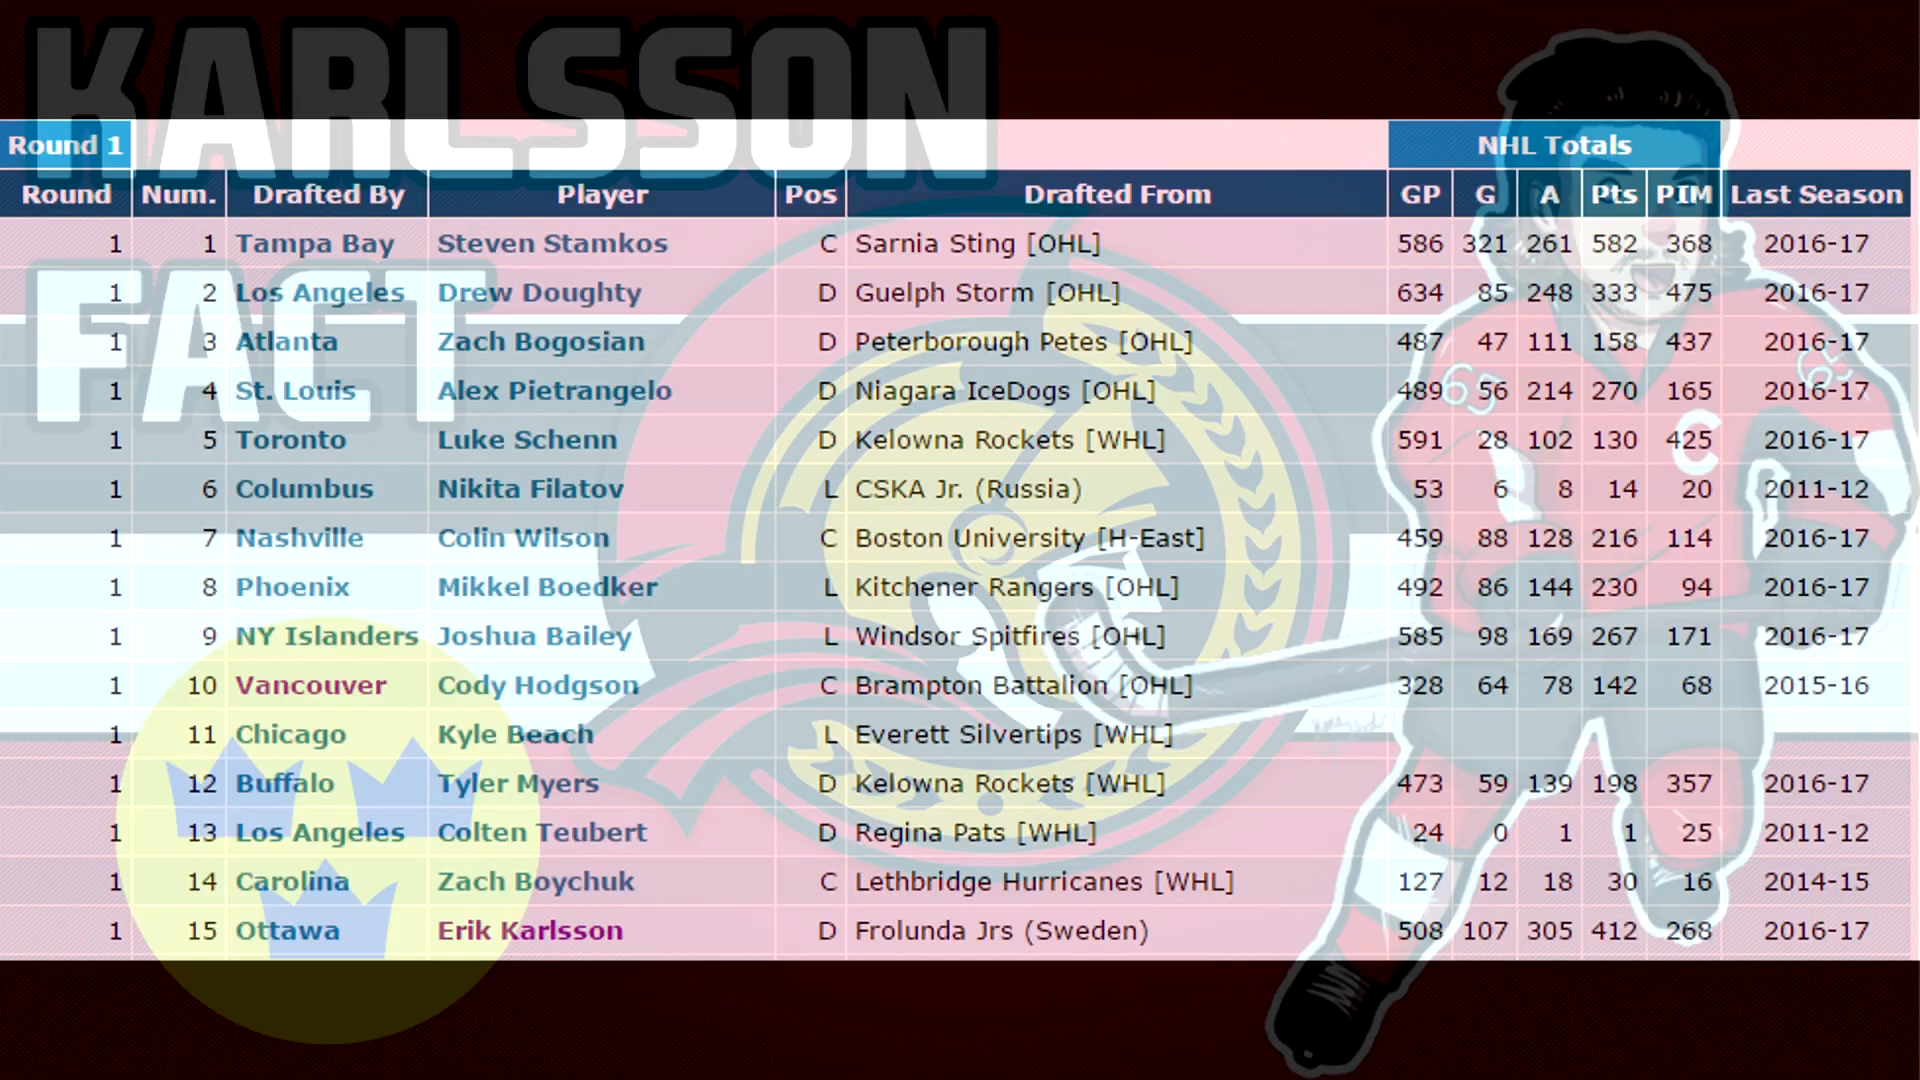 KARLSSON
FACT
Round 1 NHL Totals
Round Num. Drafted By Player Pos Drafted From GP G A Pts PIM Last Season
1 1 Tampa Bay Steven Stamkos C Sarnia Sting [OHL] 586 321 261 582 368 2016-17
1 2 Los Angeles Drew Doughty D Guelph Storm [OHL] 634 85 248 333 475 2016-17
1 3 Atlanta Zach Bogosian D Peterborough Petes [OHL] 487 47 111 158 437 2016-17
1 4 St. Louis Alex Pietrangelo D Niagara IceDogs [OHL] 489 56 214 270 165 2016-17
1 5 Toronto Luke Schenn D Kelowna Rockets [WHL] 591 28 102 130 425 2016-17
1 6 Columbus Nikita Filatov L CSKA Jr. (Russia) 53 6 8 14 20 2011-12
1 7 Nashville Colin Wilson C Boston University [H-East] 459 88 128 216 114 2016-17
1 8 Phoenix Mikkel Boedker L Kitchener Rangers [OHL] 492 86 144 230 94 2016-17
1 9 NY Islanders Joshua Bailey L Windsor Spitfires [OHL] 585 98 169 267 171 2016-17
1 10 Vancouver Cody Hodgson C Brampton Battalion [OHL] 328 64 78 142 68 2015-16
1 11 Chicago Kyle Beach L Everett Silvertips [WHL]
1 12 Buffalo Tyler Myers D Kelowna Rockets [WHL] 473 59 139 198 357 2016-17
1 13 Los Angeles Colten Teubert D Regina Pats [WHL] 24 0 1 1 25 2011-12
1 14 Carolina Zach Boychuk C Lethbridge Hurricanes [WHL] 127 12 18 30 16 2014-15
1 15 Ottawa Erik Karlsson D Frolunda Jrs (Sweden) 508 107 305 412 268 2016-17
65
65
C